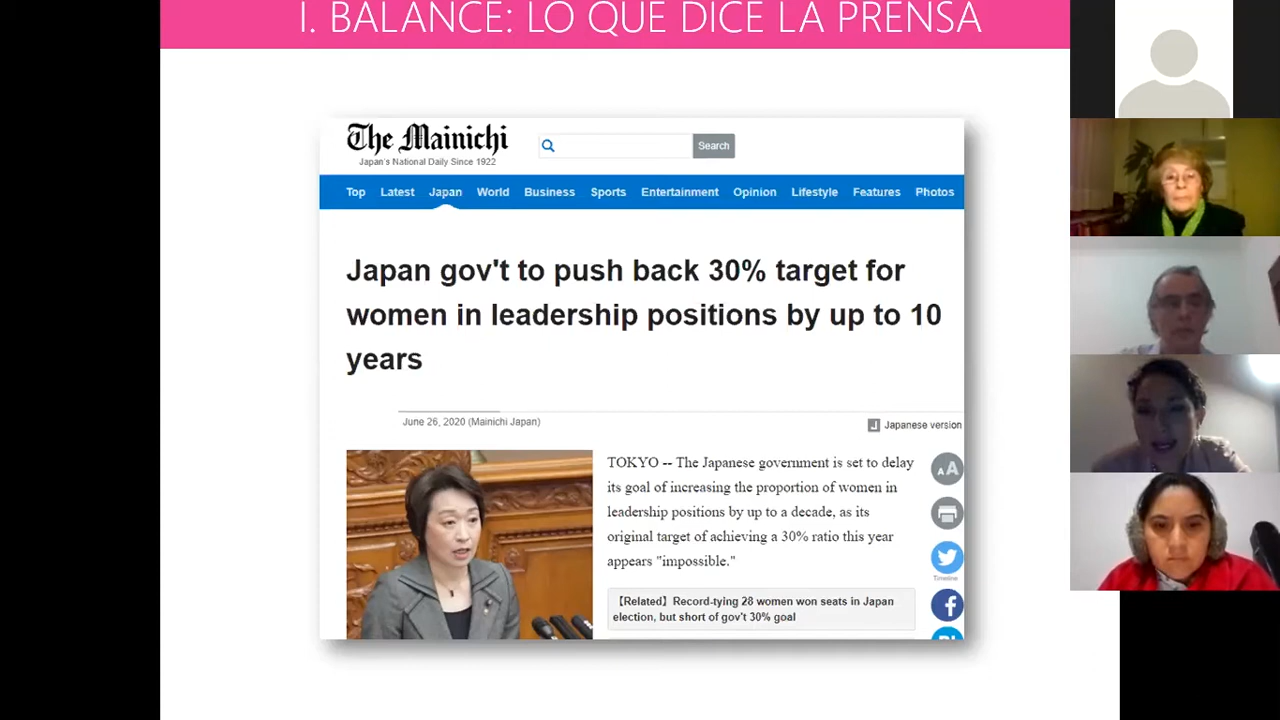 I. BALANCE: LO QUE DICE LA PRENSA
The Mainichi
Japan's National Daily Since 1922
Search
Top Latest Japan World Business Sports Entertainment Opinion Lifestyle Features Photos
Japan gov't to push back 30% target for
women in leadership positions by up to 10
years
June 26, 2020 (Mainichi Japan)
J Japanese version
TOKYO -- The Japanese government is set to delay
its goal of increasing the proportion of women in
leadership positions by up to a decade, as its
original target of achieving a 30% ratio this year
appears "impossible."
AA
Timeline
【Related】Record-tying 28 women won seats in Japan
election, but short of gov't 30% goal